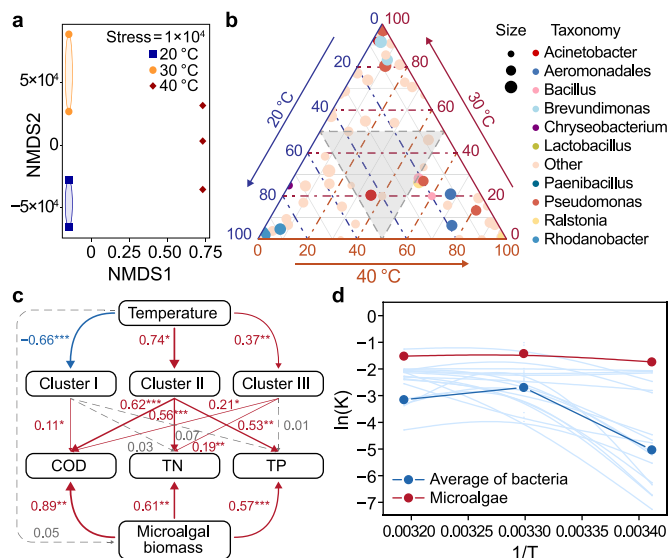 a
Stress = 1×10⁴
20 °C
30 °C
40 °C
5×10⁴
0
−5×10⁴
NMDS2
0
0.25
0.50
0.75
NMDS1
b
0 100
20 80
40 60
60 40
80 20
100 0
0 20 40 60 80 100
20 °C
30 °C
40 °C
Size
Taxonomy
Acinetobacter
Aeromonadales
Bacillus
Brevundimonas
Chryseobacterium
Lactobacillus
Other
Paenibacillus
Pseudomonas
Ralstonia
Rhodanobacter
c
Temperature
−0.66***
0.74*
0.37**
Cluster I
Cluster II
Cluster III
0.62***
0.21*
0.56***
0.01
0.11*
0.07
0.53**
0.03
0.19**
COD
TN
TP
0.89**
0.61**
0.57***
0.05
Microalgal
biomass
d
0
−1
−2
−3
−4
−5
−6
−7
ln(K)
Average of bacteria
Microalgae
0.00320
0.00325
0.00330
0.00335
0.00340
1/T